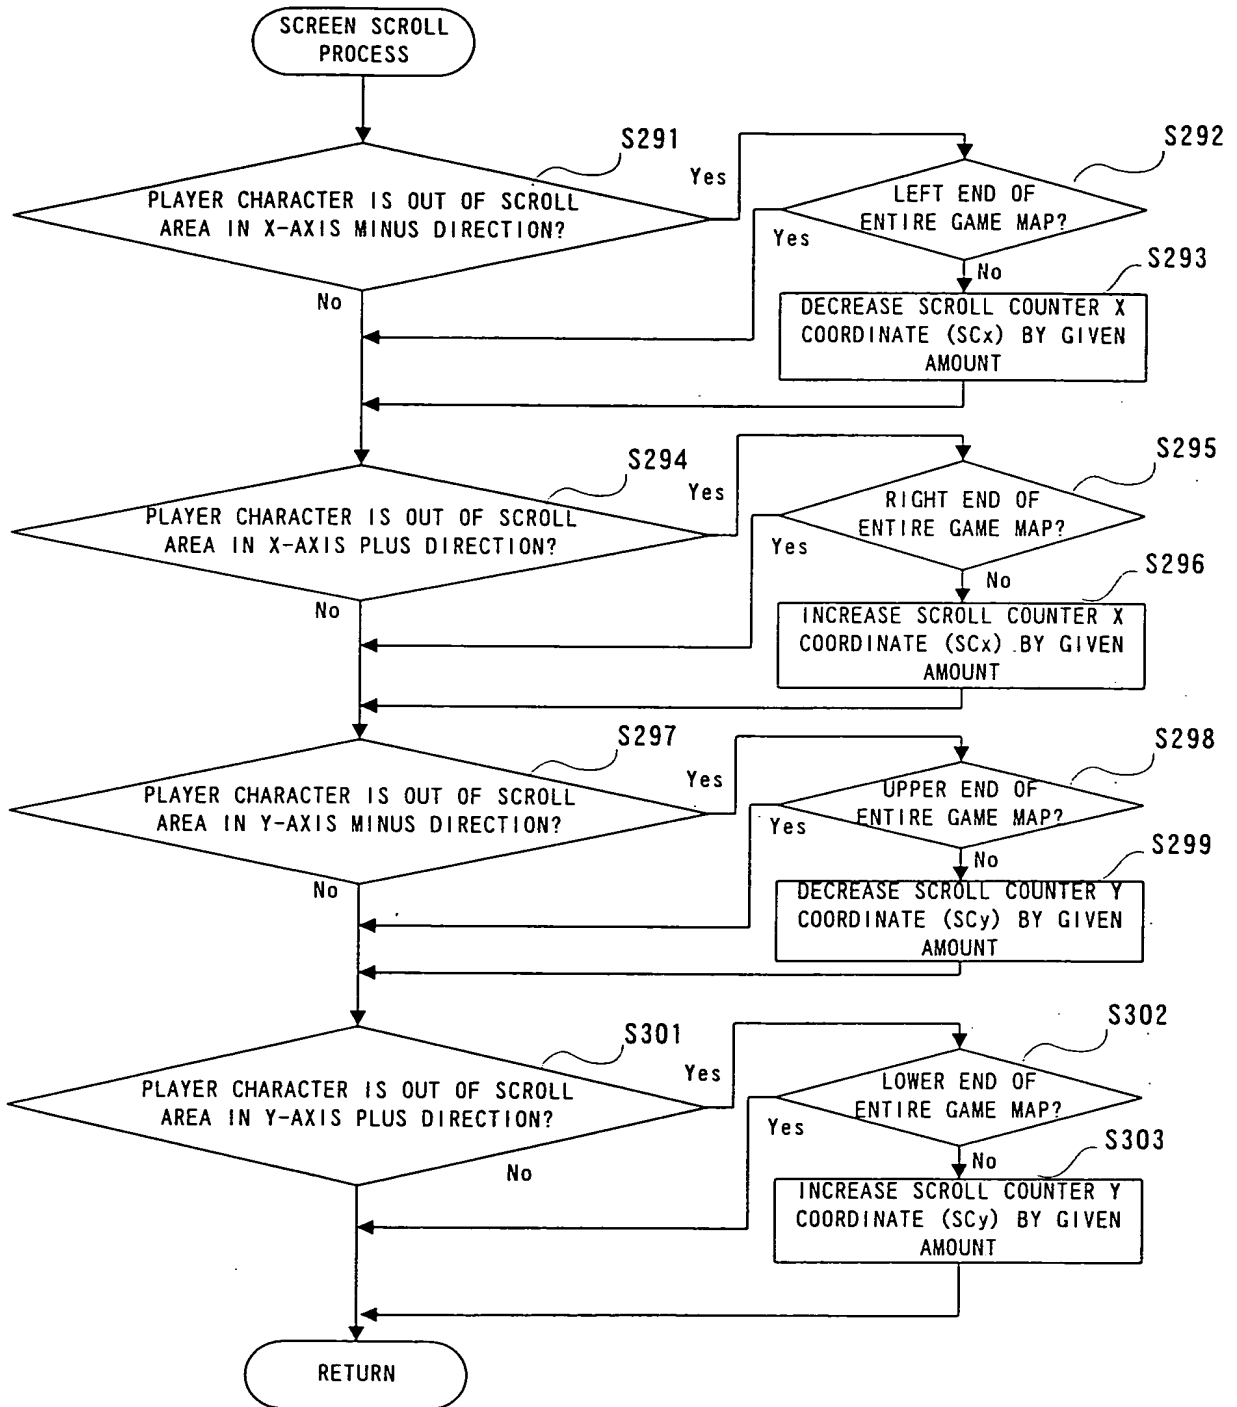 SCREEN SCROLL
PROCESS
S291
PLAYER CHARACTER IS OUT OF SCROLL
AREA IN X-AXIS MINUS DIRECTION?
Yes
No
S292
LEFT END OF
ENTIRE GAME MAP?
Yes
No
S293
DECREASE SCROLL COUNTER X
COORDINATE (SCx) BY GIVEN
AMOUNT
S294
PLAYER CHARACTER IS OUT OF SCROLL
AREA IN X-AXIS PLUS DIRECTION?
Yes
No
S295
RIGHT END OF
ENTIRE GAME MAP?
Yes
No
S296
INCREASE SCROLL COUNTER X
COORDINATE (SCx) BY GIVEN
AMOUNT
S297
PLAYER CHARACTER IS OUT OF SCROLL
AREA IN Y-AXIS MINUS DIRECTION?
Yes
No
S298
UPPER END OF
ENTIRE GAME MAP?
Yes
No
S299
DECREASE SCROLL COUNTER Y
COORDINATE (SCy) BY GIVEN
AMOUNT
S301
PLAYER CHARACTER IS OUT OF SCROLL
AREA IN Y-AXIS PLUS DIRECTION?
Yes
No
S302
LOWER END OF
ENTIRE GAME MAP?
Yes
No
S303
INCREASE SCROLL COUNTER Y
COORDINATE (SCy) BY GIVEN
AMOUNT
RETURN